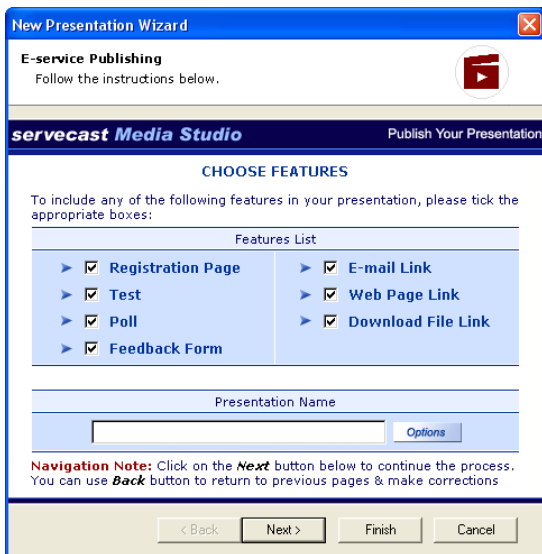 New Presentation Wizard
E-service Publishing
Follow the instructions below.
servecast Media Studio
Publish Your Presentation
CHOOSE FEATURES
To include any of the following features in your presentation, please tick the
appropriate boxes:
Features List
Registration Page
E-mail Link
Test
Web Page Link
Poll
Download File Link
Feedback Form
Presentation Name
Options
Navigation Note: Click on the Next button below to continue the process.
You can use Back button to return to previous pages & make corrections
< Back
Next >
Finish
Cancel